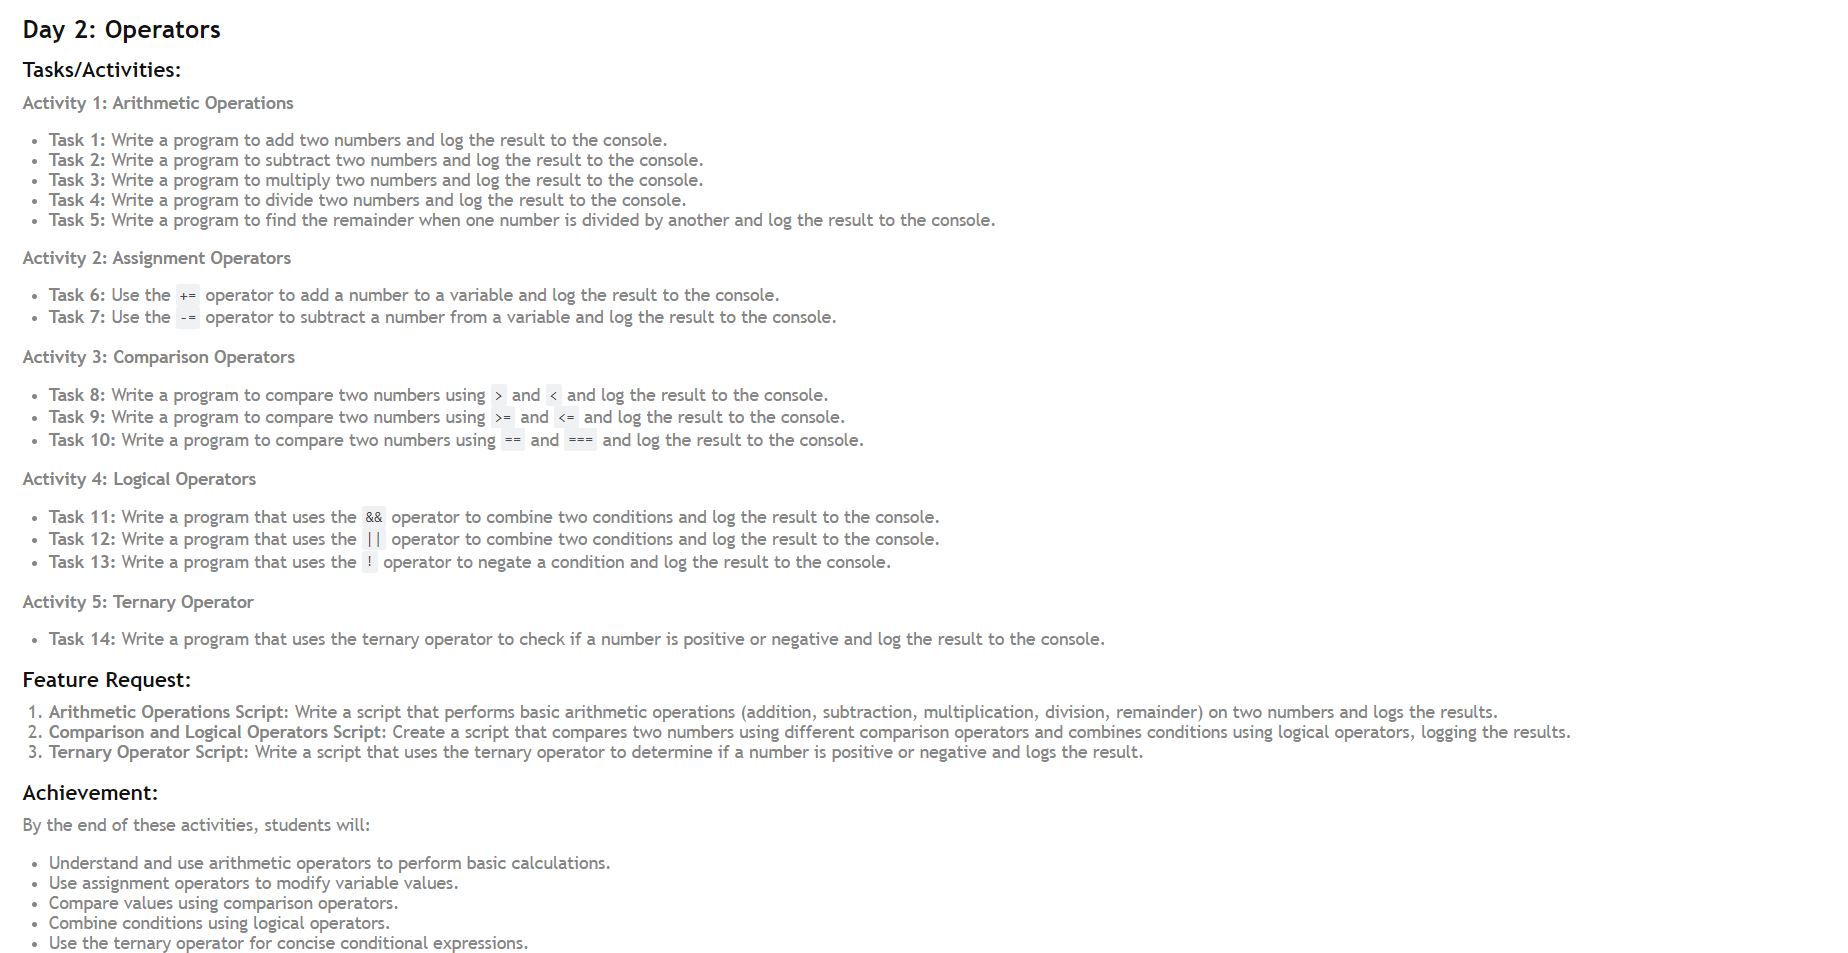 Day 2: Operators
Tasks/Activities:
Activity 1: Arithmetic Operations
• Task 1: Write a program to add two numbers and log the result to the console.
• Task 2: Write a program to subtract two numbers and log the result to the console.
• Task 3: Write a program to multiply two numbers and log the result to the console.
• Task 4: Write a program to divide two numbers and log the result to the console.
• Task 5: Write a program to find the remainder when one number is divided by another and log the result to the console.
Activity 2: Assignment Operators
• Task 6: Use the += operator to add a number to a variable and log the result to the console.
• Task 7: Use the -= operator to subtract a number from a variable and log the result to the console.
Activity 3: Comparison Operators
• Task 8: Write a program to compare two numbers using > and < and log the result to the console.
• Task 9: Write a program to compare two numbers using >= and <= and log the result to the console.
• Task 10: Write a program to compare two numbers using == and === and log the result to the console.
Activity 4: Logical Operators
• Task 11: Write a program that uses the && operator to combine two conditions and log the result to the console.
• Task 12: Write a program that uses the || operator to combine two conditions and log the result to the console.
• Task 13: Write a program that uses the ! operator to negate a condition and log the result to the console.
Activity 5: Ternary Operator
• Task 14: Write a program that uses the ternary operator to check if a number is positive or negative and log the result to the console.
Feature Request:
1. Arithmetic Operations Script: Write a script that performs basic arithmetic operations (addition, subtraction, multiplication, division, remainder) on two numbers and logs the results.
2. Comparison and Logical Operators Script: Create a script that compares two numbers using different comparison operators and combines conditions using logical operators, logging the results.
3. Ternary Operator Script: Write a script that uses the ternary operator to determine if a number is positive or negative and logs the result.
Achievement:
By the end of these activities, students will:
• Understand and use arithmetic operators to perform basic calculations.
• Use assignment operators to modify variable values.
• Compare values using comparison operators.
• Combine conditions using logical operators.
• Use the ternary operator for concise conditional expressions.